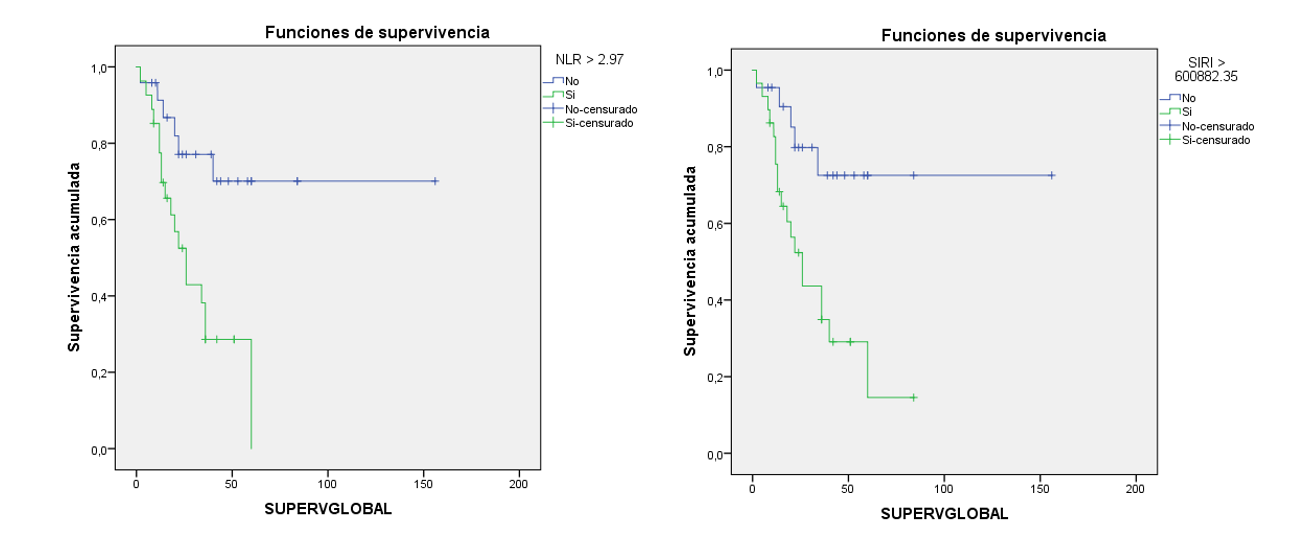 Funciones de supervivencia
NLR > 2.97
No
Si
No-censurado
Si-censurado
Supervivencia acumulada
1,0
0,8
0,6
0,4
0,2
0,0
0
50
100
150
200
SUPERVGLOBAL
Funciones de supervivencia
SIRI >
600882.35
No
Si
No-censurado
Si-censurado
Supervivencia acumulada
1,0
0,8
0,6
0,4
0,2
0,0
0
50
100
150
200
SUPERVGLOBAL